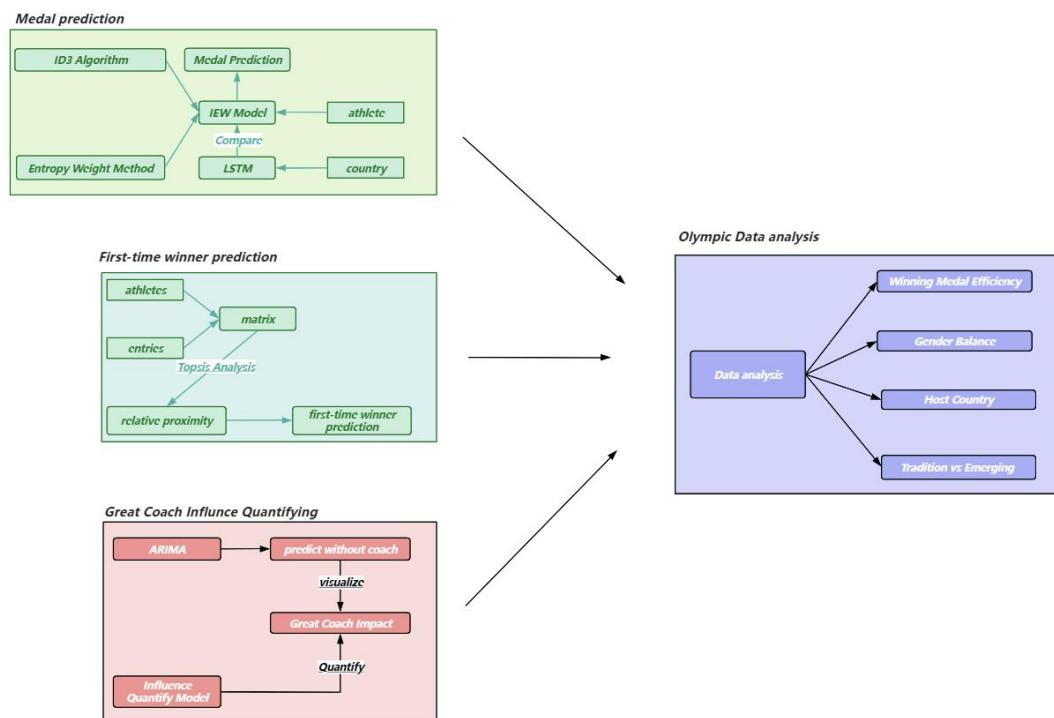 Medal prediction
ID3 Algorithm
Medal Prediction
IEW Model
athlete
Compare
Entropy Weight Method
LSTM
country
First-time winner prediction
athletes
matrix
entries
Topsis Analysis
relative proximity
first-time winner
prediction
Great Coach Influnce Quantifying
ARIMA
predict without coach
visualize
Great Coach Impact
Quantify
Influence
Quantify Model
Olympic Data analysis
Winning Medal Efficiency
Gender Balance
Data analysis
Host Country
Tradition vs Emerging